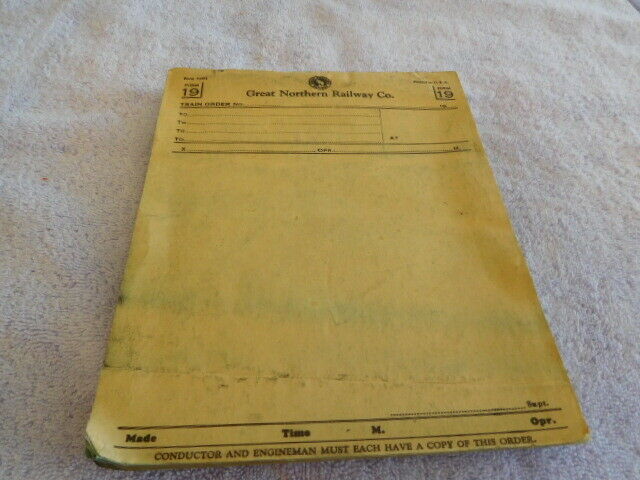 FORM 19
Great Northern Railway Co.
FORM 19
TRAIN ORDER No. 19
TO
TO
TO
TO AT
X OPR. M.
Supt.
Made Time M. Opr.
CONDUCTOR AND ENGINEMAN MUST EACH HAVE A COPY OF THIS ORDER.